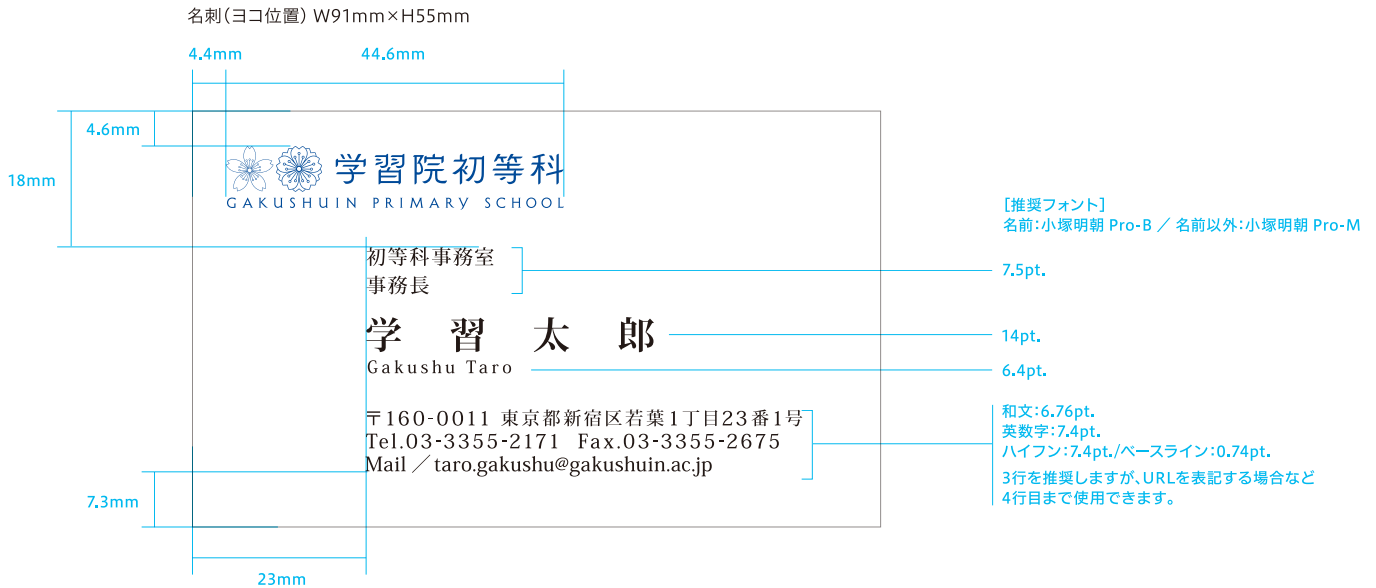 名刺（ヨコ位置） W91mm×H55mm
4.4mm
44.6mm
4.6mm
18mm
学習院初等科
GAKUSHUIN PRIMARY SCHOOL
初等科事務室
事務長
学 習 太 郎
Gakushu Taro
〒160-0011 東京都新宿区若葉1丁目23番1号
Tel.03-3355-2171 Fax.03-3355-2675
Mail／taro.gakushu@gakushuin.ac.jp
7.3mm
23mm
［推奨フォント］
名前：小塚明朝 Pro-B ／ 名前以外：小塚明朝 Pro-M
7.5pt.
14pt.
6.4pt.
和文：6.76pt.
英数字：7.4pt.
ハイフン：7.4pt./ベースライン：0.74pt.
3行を推奨しますが、URLを表記する場合など
4行目まで使用できます。